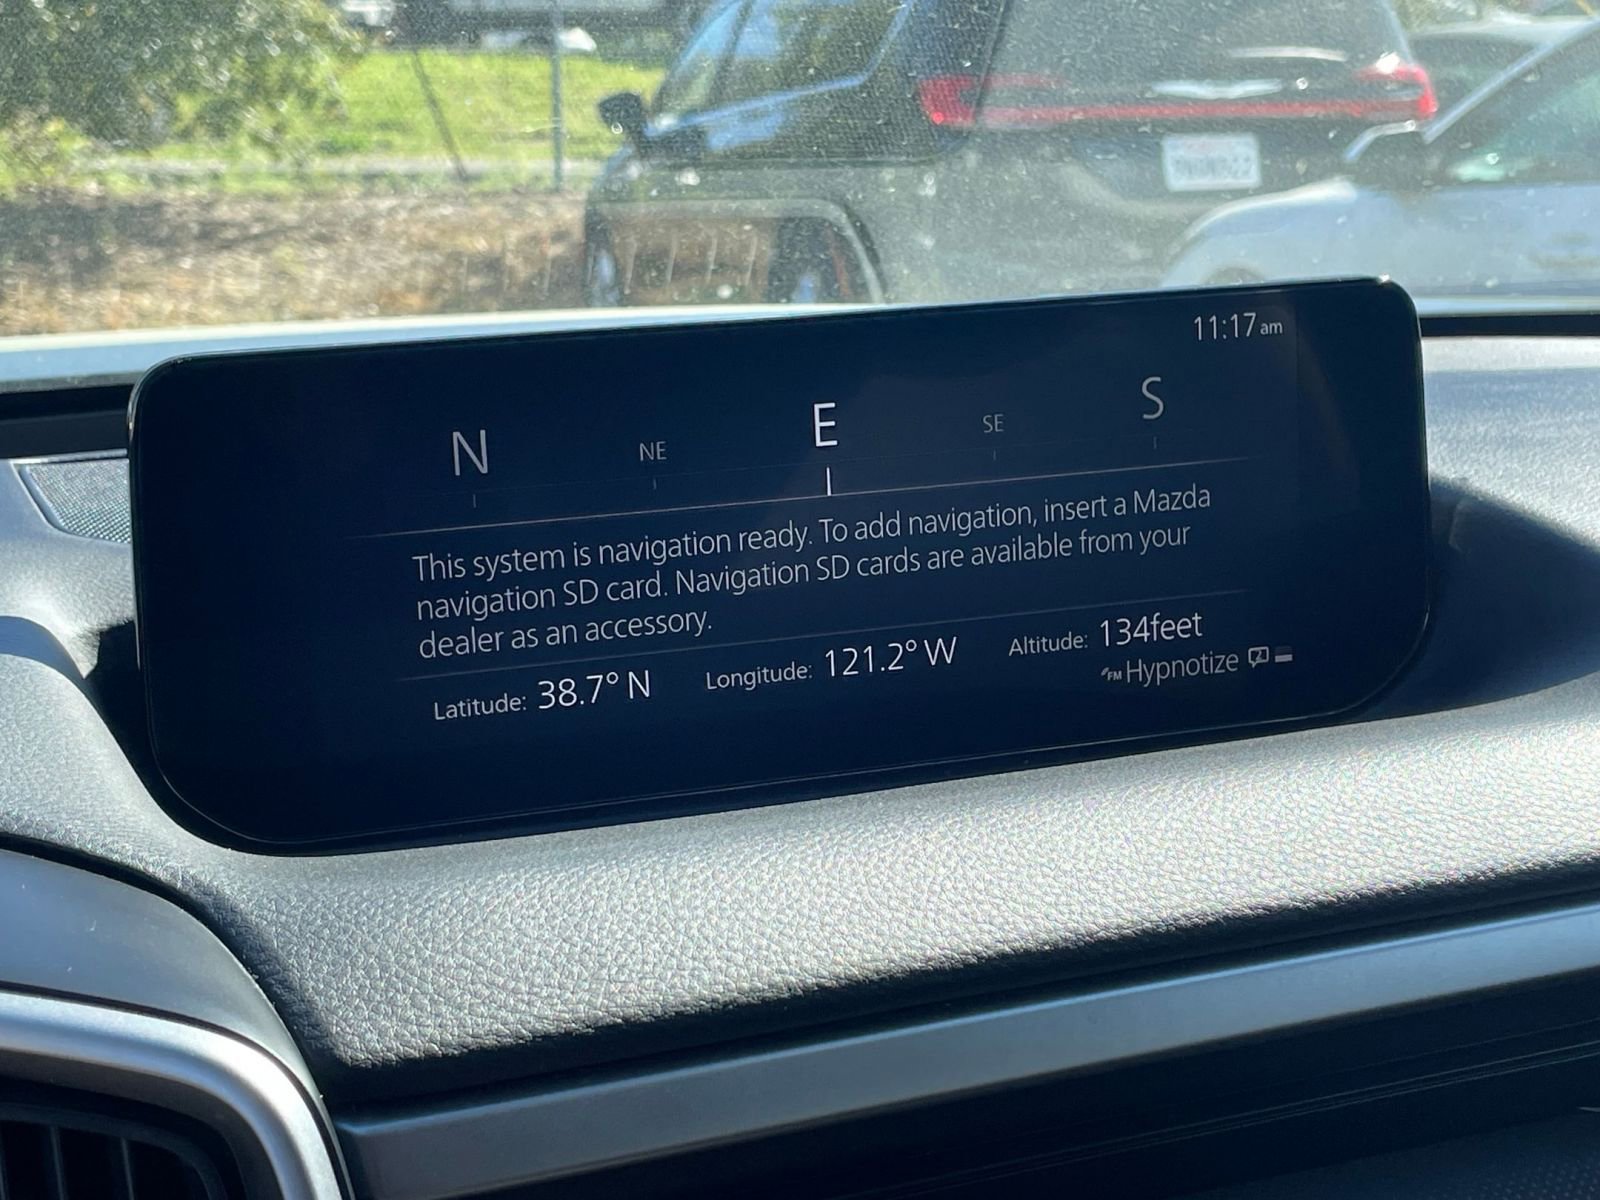 11:17 am
N NE E SE S
This system is navigation ready. To add navigation, insert a Mazda
navigation SD card. Navigation SD cards are available from your
dealer as an accessory.
Latitude: 38.7° N Longitude: 121.2° W Altitude: 134feet
FM Hypnotize